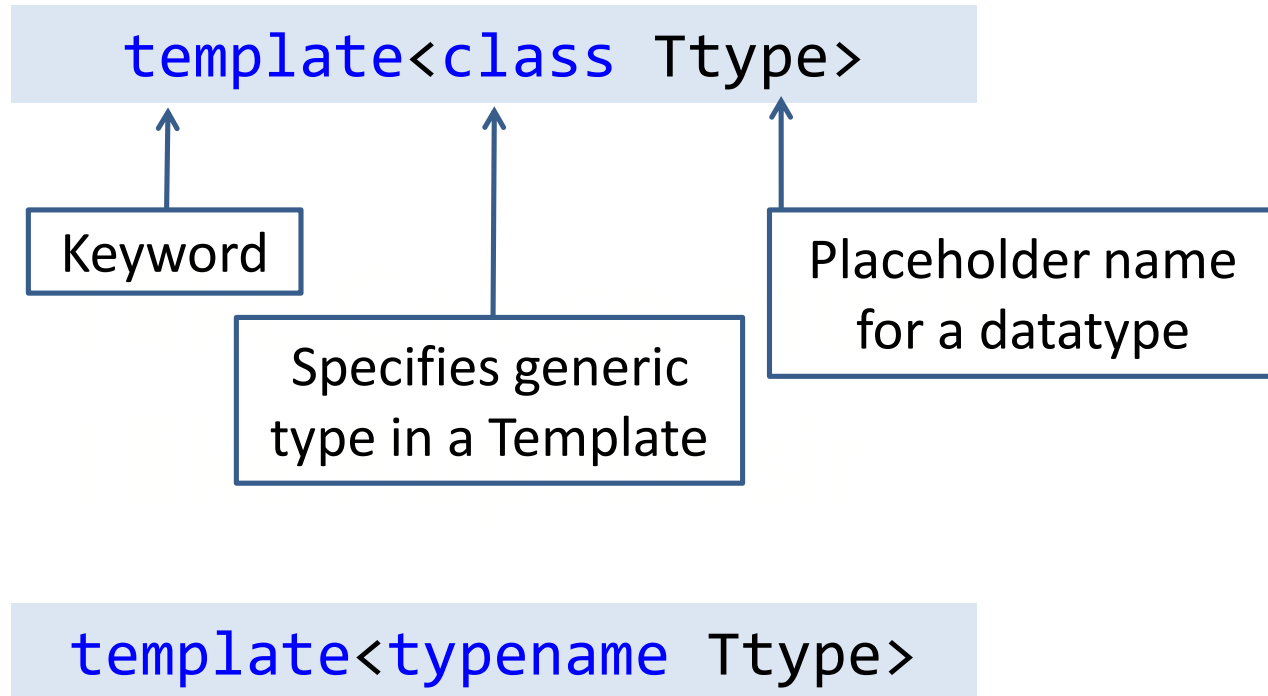 template<class Ttype>
Keyword
Specifies generic
type in a Template
Placeholder name
for a datatype
template<typename Ttype>